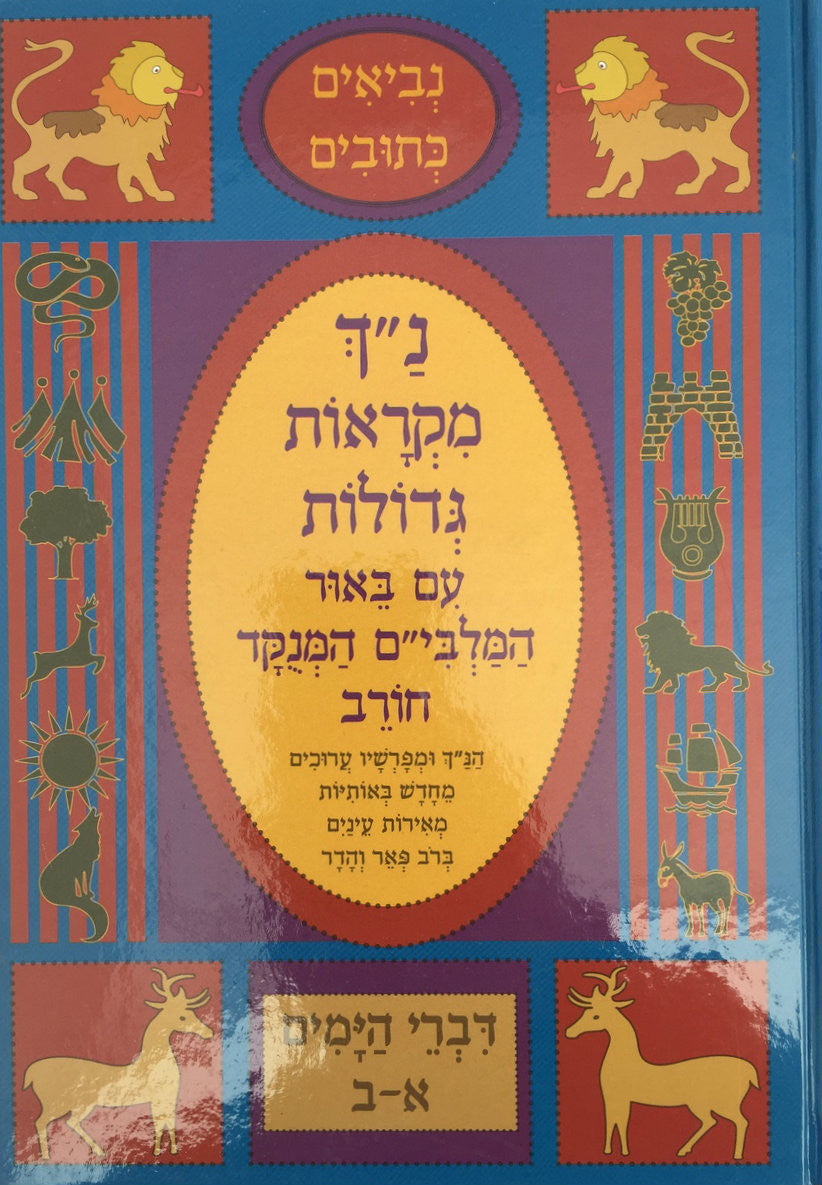 נְבִיאִים
כְּתוּבִים
נַ"ךְ
מִקְרָאוֹת
גְּדוֹלוֹת
עִם בֵּאוּר
הַמַּלְבִּי"ם הַמְּנֻקָּד
חוֹרֵב
הַנַּ"ךְ וּמְפָרְשָׁיו עֲרוּכִים
מֵחָדָשׁ בְּאוֹתִיּוֹת
מְאִירוֹת עֵינַיִם
בְּרֹב פְּאֵר וְהָדָר
דִּבְרֵי הַיָּמִים
א-ב